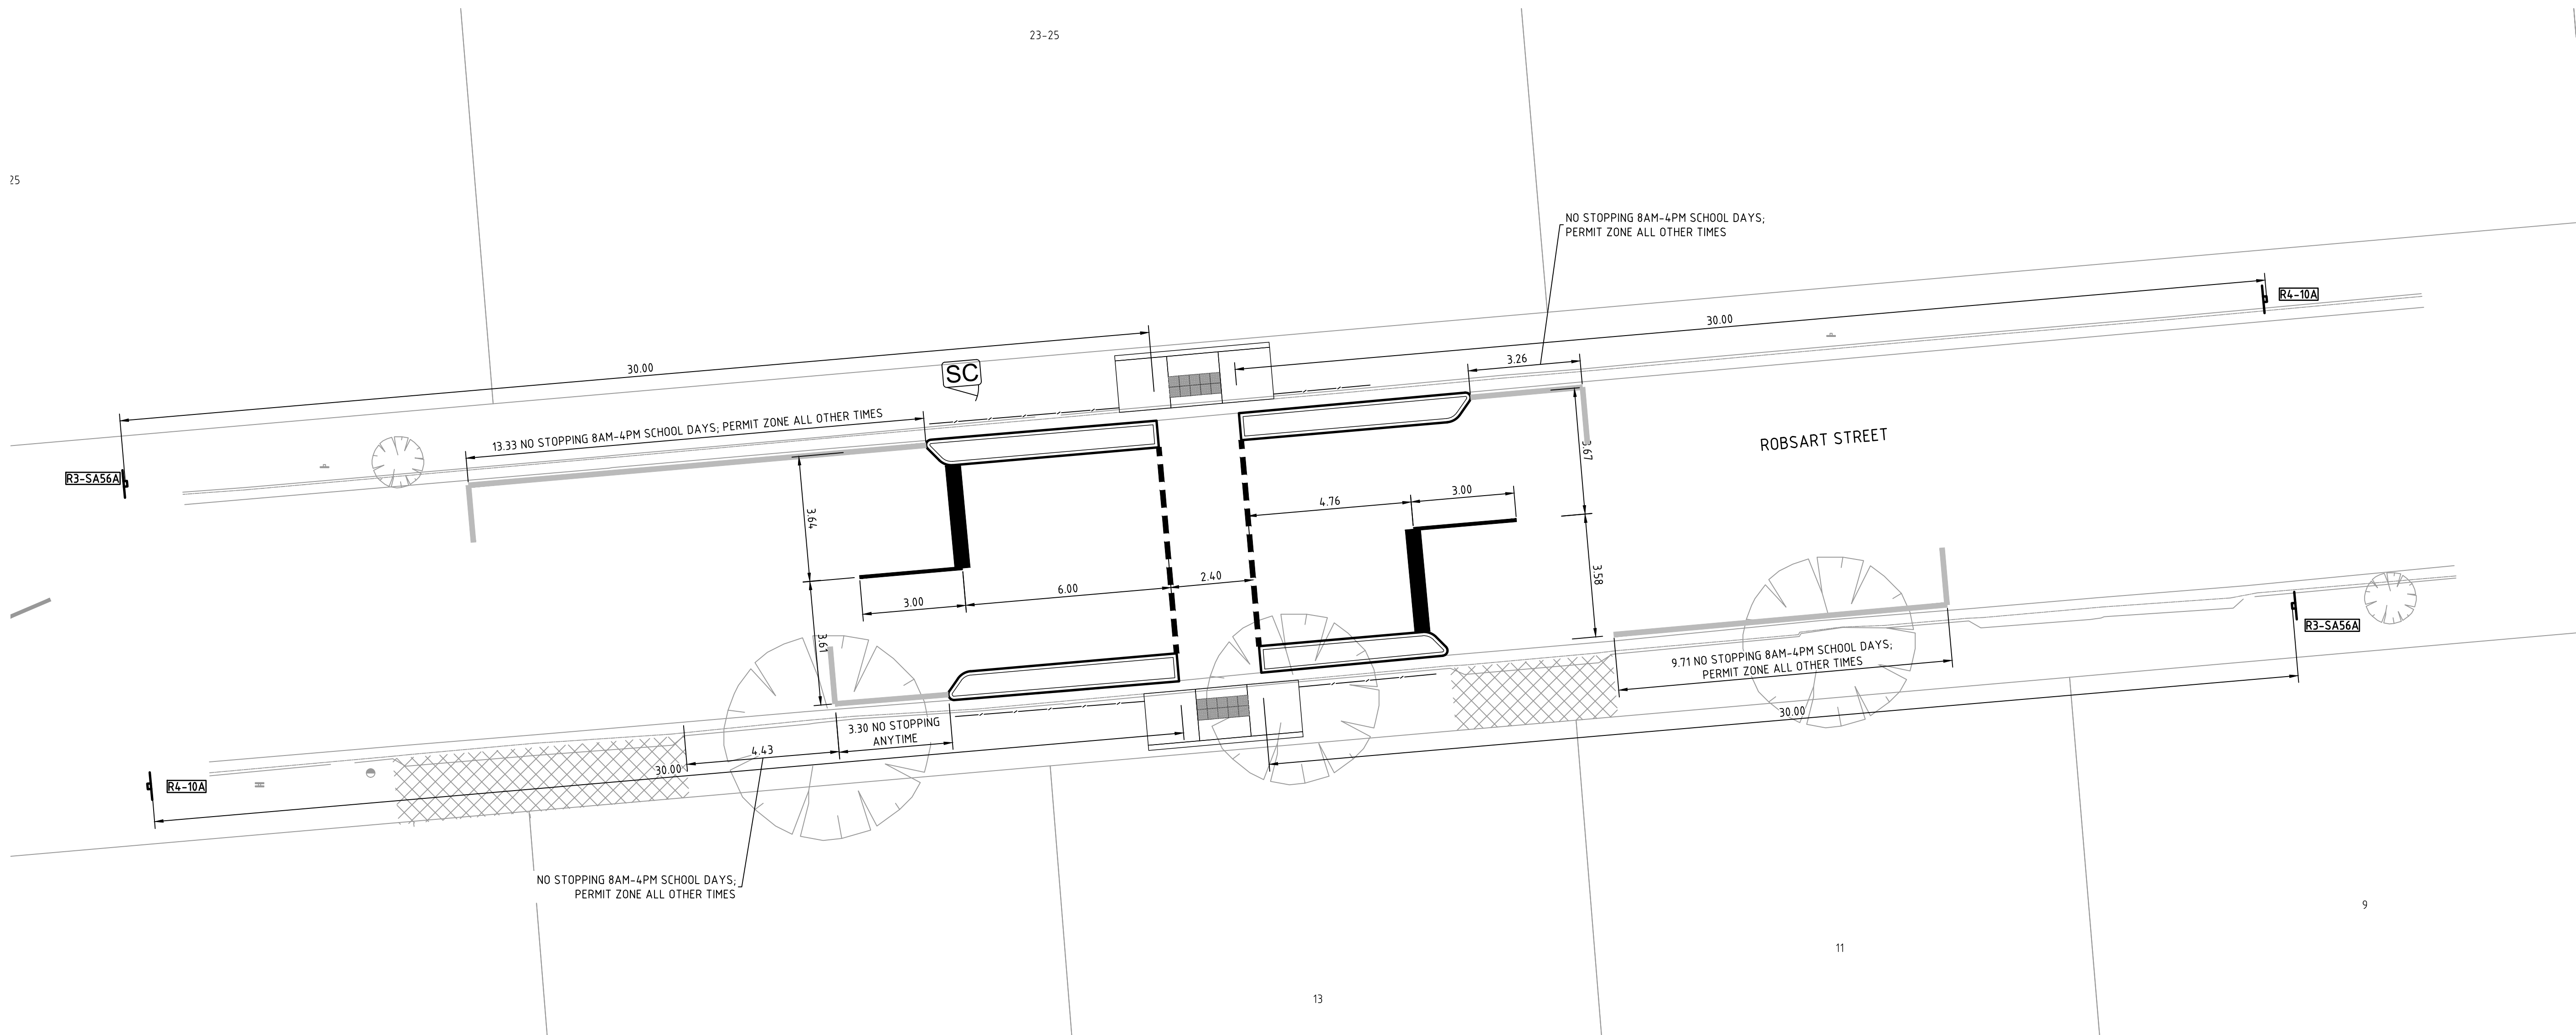 23-25
25
NO STOPPING 8AM-4PM SCHOOL DAYS;
PERMIT ZONE ALL OTHER TIMES
R4-10A
30.00
3.26
30.00
SC
13.33 NO STOPPING 8AM-4PM SCHOOL DAYS; PERMIT ZONE ALL OTHER TIMES
R3-SA56A
ROBSART STREET
3.67
4.76
3.00
3.64
3.58
2.40
6.00
3.00
3.61
R3-SA56A
9.71 NO STOPPING 8AM-4PM SCHOOL DAYS;
PERMIT ZONE ALL OTHER TIMES
30.00
3.30 NO STOPPING
ANYTIME
4.43
30.00
R4-10A
NO STOPPING 8AM-4PM SCHOOL DAYS;
PERMIT ZONE ALL OTHER TIMES
9
11
13